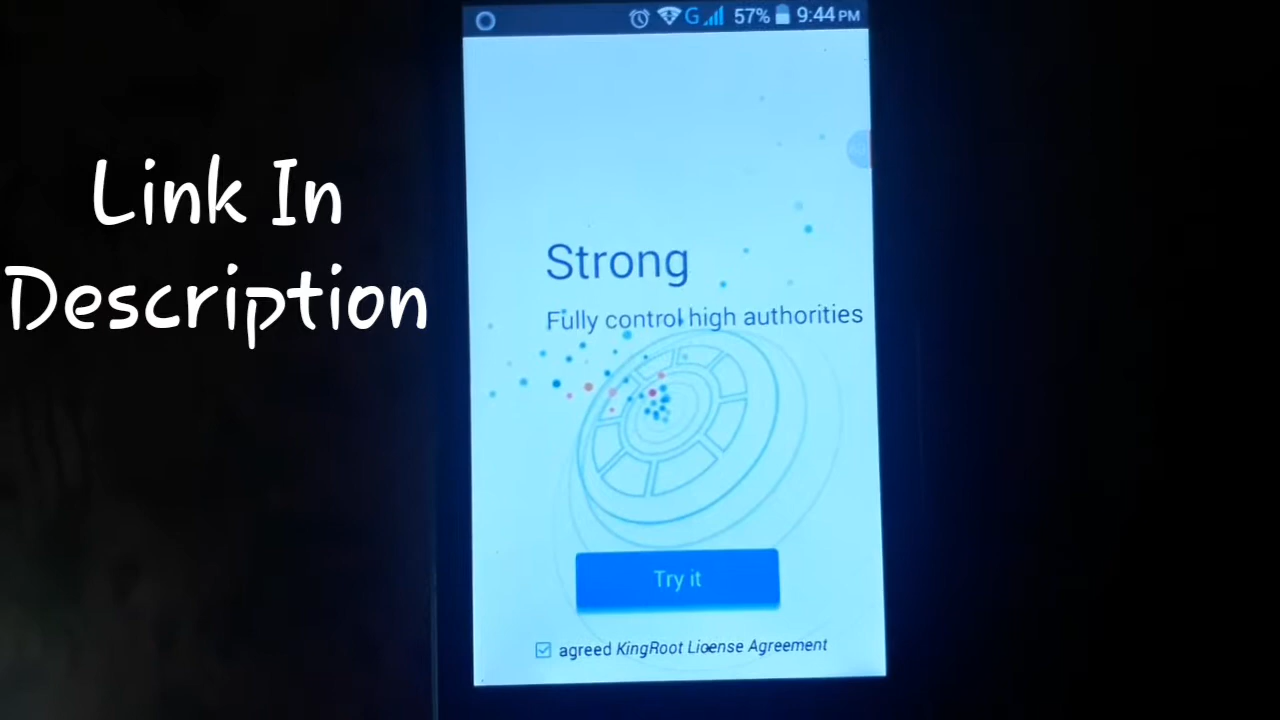 G 57% 9:44 PM
Link In
Description
Strong
Fully control high authorities
Try it
agreed KingRoot License Agreement